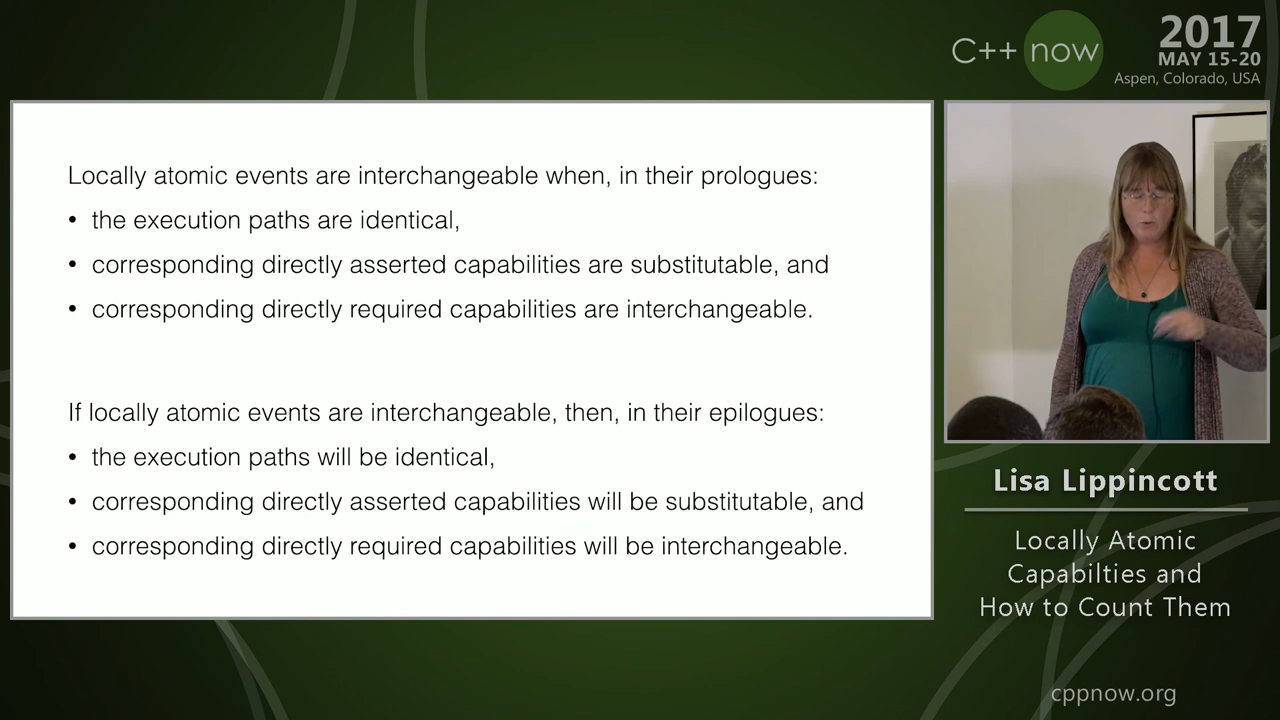 C++ now
2017
MAY 15-20
Aspen, Colorado, USA
Locally atomic events are interchangeable when, in their prologues:
• the execution paths are identical,
• corresponding directly asserted capabilities are substitutable, and
• corresponding directly required capabilities are interchangeable.
If locally atomic events are interchangeable, then, in their epilogues:
• the execution paths will be identical,
• corresponding directly asserted capabilities will be substitutable, and
• corresponding directly required capabilities will be interchangeable.
Lisa Lippincott
Locally Atomic
Capabilties and
How to Count Them
cppnow.org